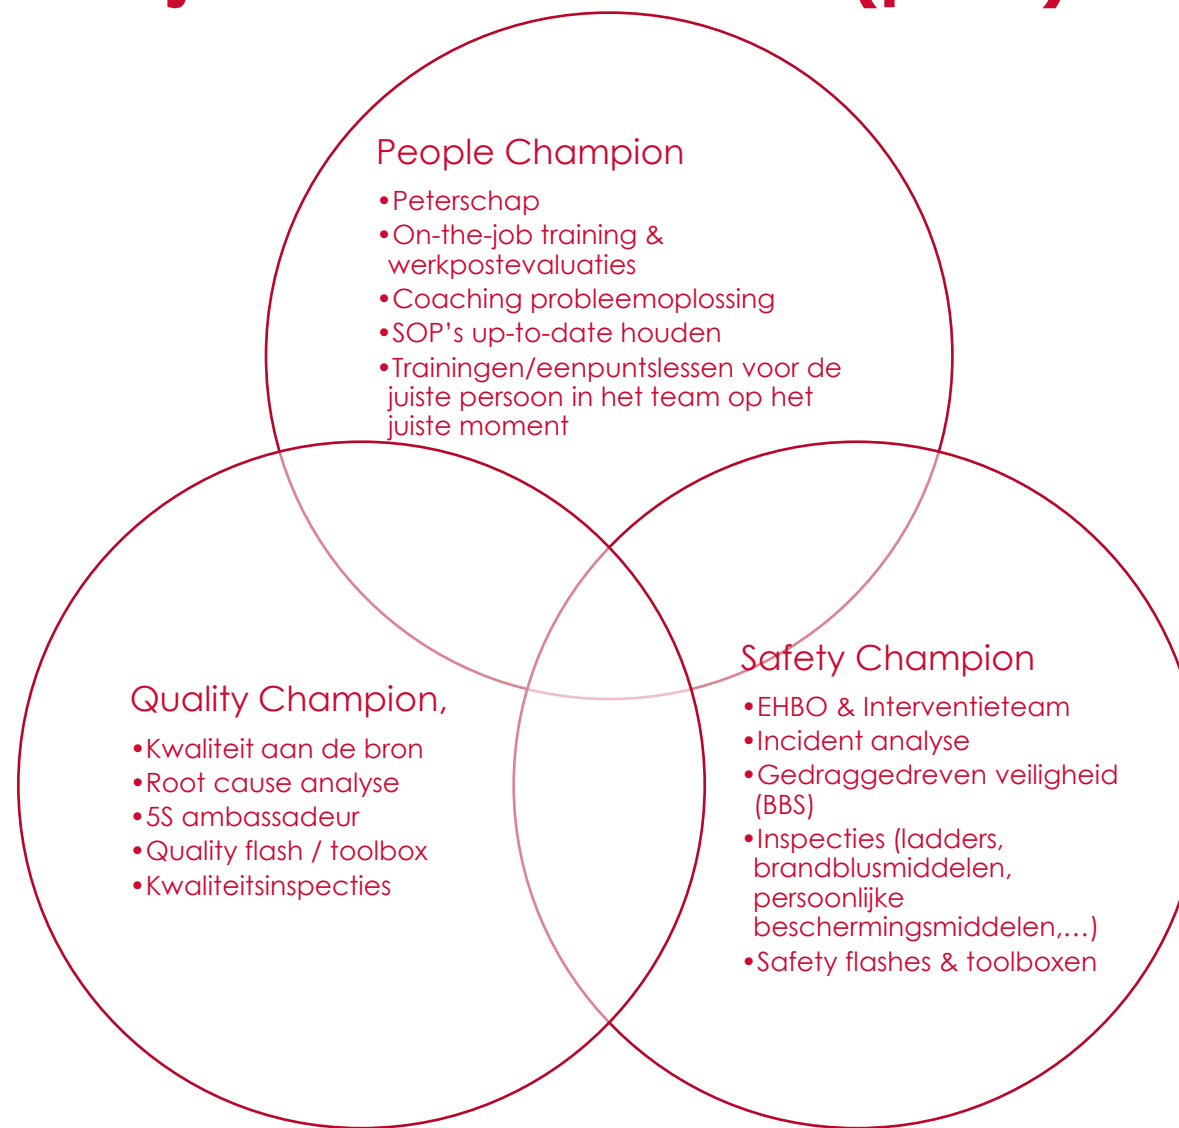 People Champion
•Peterschap
•On-the-job training &
werkpostevaluaties
•Coaching probleemoplossing
•SOP’s up-to-date houden
•Trainingen/eenpuntslessen voor de
juiste persoon in het team op het
juiste moment
Quality Champion,
•Kwaliteit aan de bron
•Root cause analyse
•5S ambassadeur
•Quality flash / toolbox
•Kwaliteitsinspecties
Safety Champion
•EHBO & Interventieteam
•Incident analyse
•Gedraggedreven veiligheid
(BBS)
•Inspecties (ladders,
brandblusmiddelen,
persoonlijke
beschermingsmiddelen,…)
•Safety flashes & toolboxen